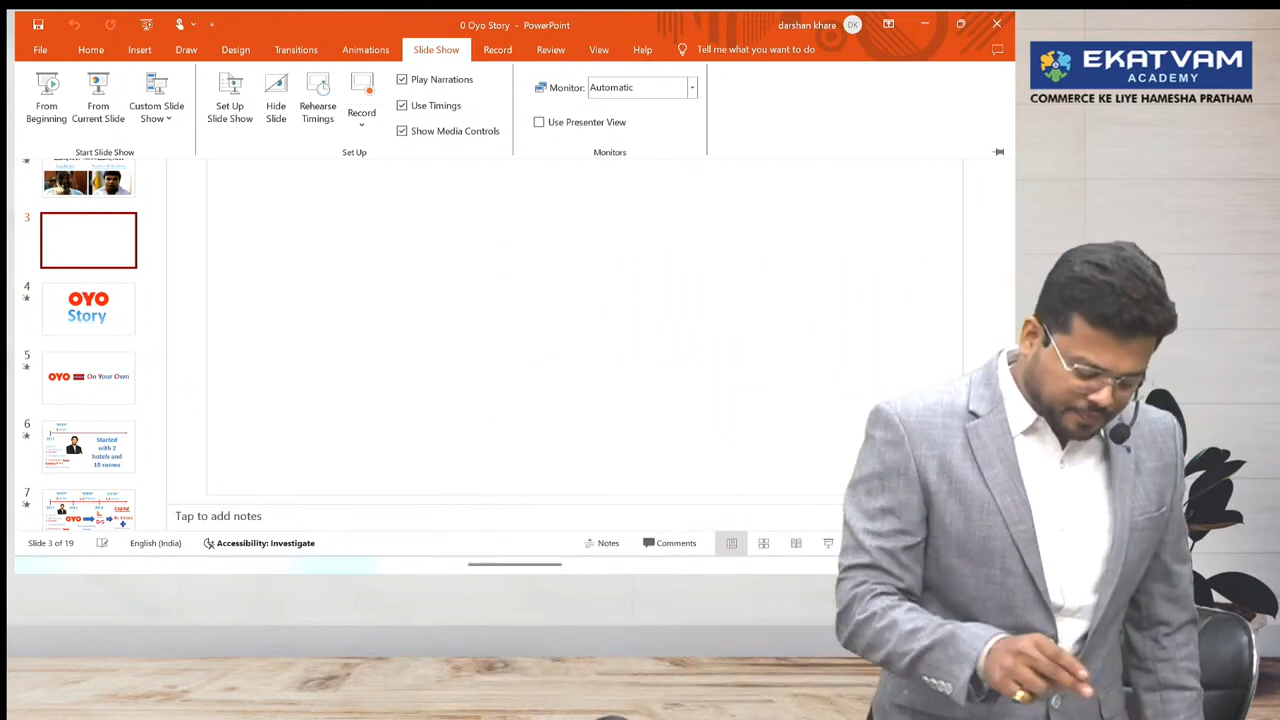 0 Oyo Story - PowerPoint
darshan khare
DK
File
Home
Insert
Draw
Design
Transitions
Animations
Slide Show
Record
Review
View
Help
Tell me what you want to do
From Beginning
From Current Slide
Custom Slide Show
Set Up Slide Show
Hide Slide
Rehearse Timings
Record
Play Narrations
Use Timings
Show Media Controls
Monitor:
Automatic
Use Presenter View
Start Slide Show
Set Up
Monitors
EKATVAM
ACADEMY
COMMERCE KE LIYE HAMESHA PRATHAM
3
4
OYO
Story
5
OYO
On Your Own
6
Started
with 2
hotels and
10 rooms
7
OYO
Capital
Tap to add notes
Slide 3 of 19
English (India)
Accessibility: Investigate
Notes
Comments